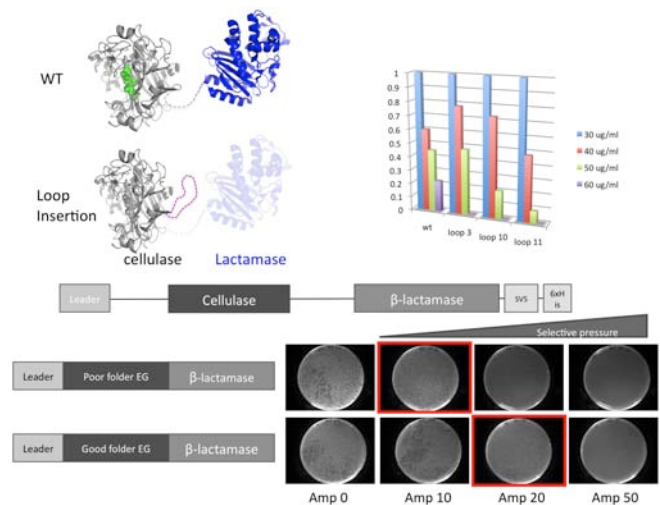 WT
Loop
Insertion
cellulase
Lactamase
1
0.9
0.8
0.7
0.6
0.5
0.4
0.3
0.2
0.1
0
wt
loop 3
loop 10
loop 11
30 ug/ml
40 ug/ml
50 ug/ml
60 ug/ml
Leader
Cellulase
β-lactamase
SV5
6xH
is
Selective pressure
Leader
Poor folder EG
β-lactamase
Leader
Good folder EG
β-lactamase
Amp 0
Amp 10
Amp 20
Amp 50